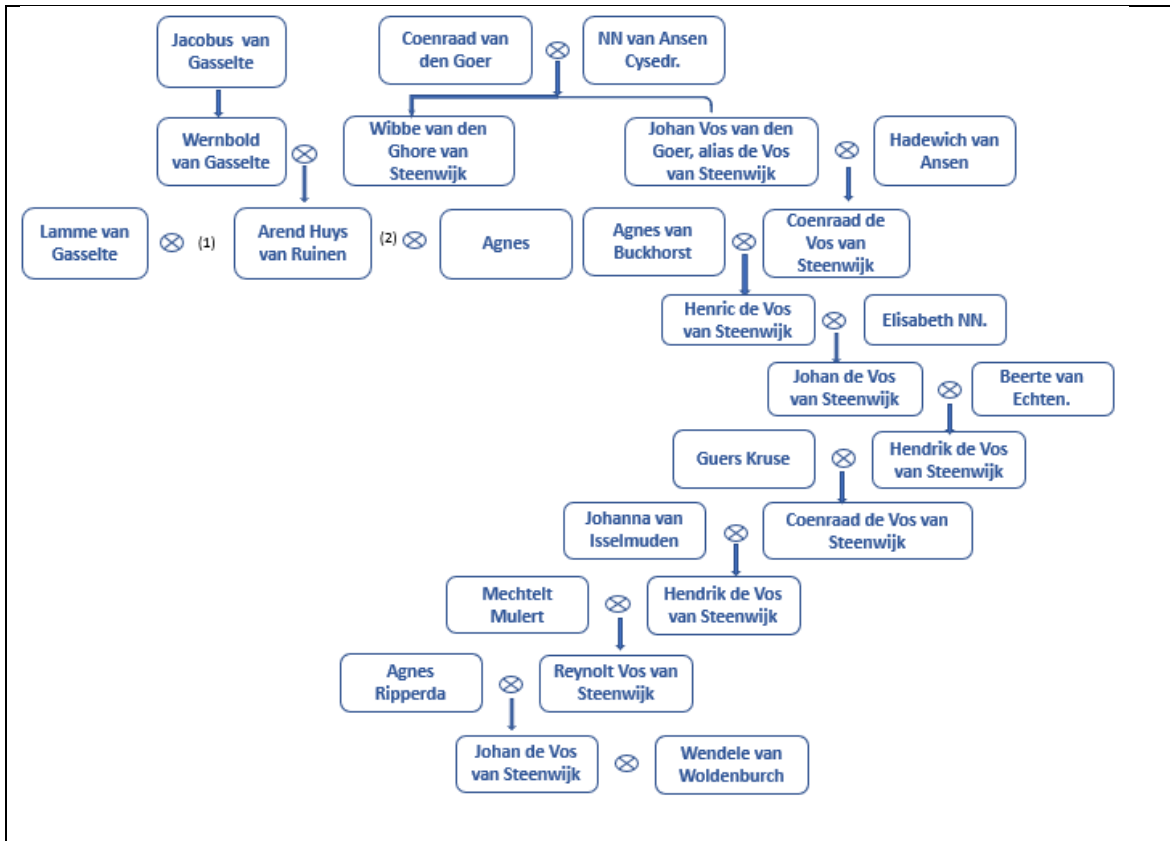 Jacobus van
Gasselte
Coenraad van
den Goer
NN van Ansen
Cysedr.
Wernbold
van Gasselte
Wibbe van den
Ghore van
Steenwijk
Johan Vos van den
Goer, alias de Vos
van Steenwijk
Hadewich van
Ansen
Lamme van
Gasselte
(1)
Arend Huys
van Ruinen
(2)
Agnes
Agnes van
Buckhorst
Coenraad de
Vos van
Steenwijk
Henric de Vos
van Steenwijk
Elisabeth NN.
Johan de Vos
van Steenwijk
Beerte van
Echten.
Guers Kruse
Hendrik de Vos
van Steenwijk
Johanna van
Isselmuden
Coenraad de Vos van
Steenwijk
Mechtelt
Mulert
Hendrik de Vos
van Steenwijk
Agnes
Ripperda
Reynolt Vos van
Steenwijk
Johan de Vos
van Steenwijk
Wendele van
Woldenburch